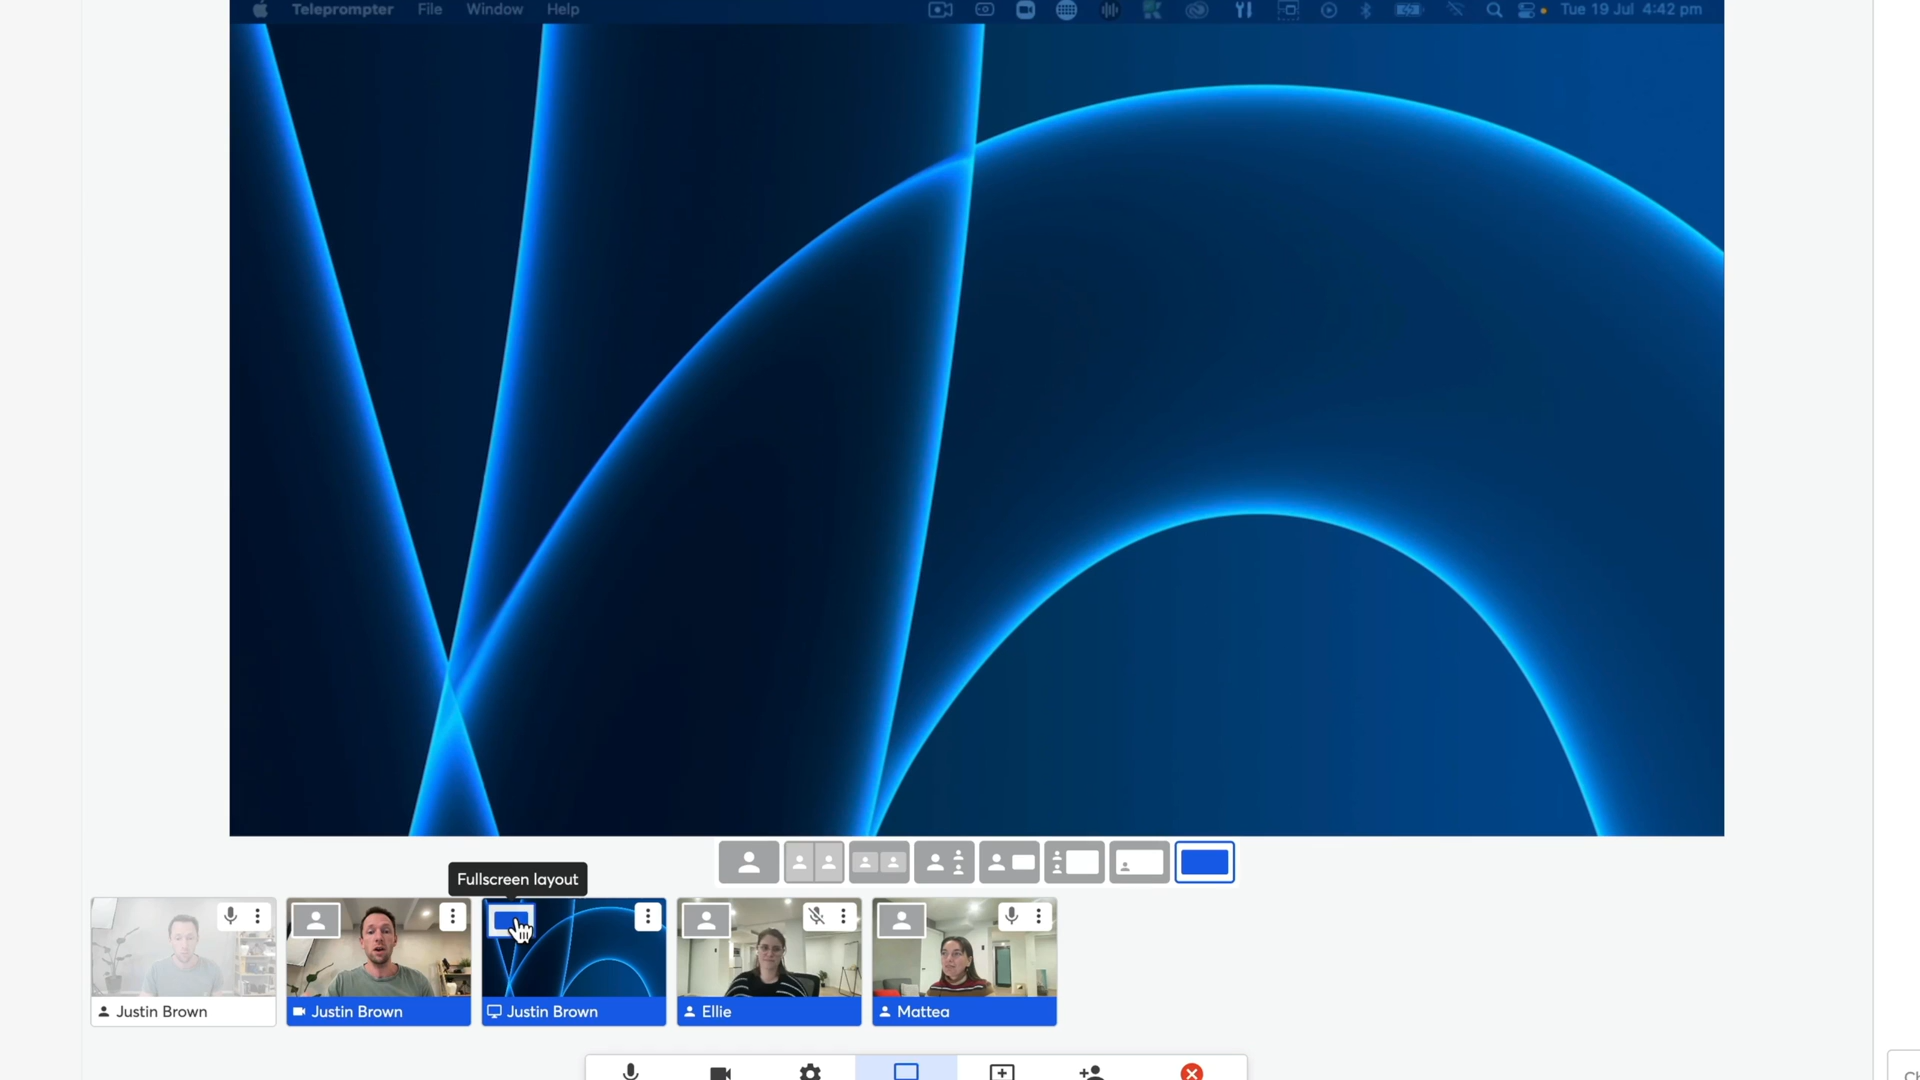 Teleprompter File Window Help Tue 19 Jul 4:42 pm
Fullscreen layout
Justin Brown
Justin Brown
Justin Brown
Ellie
Mattea